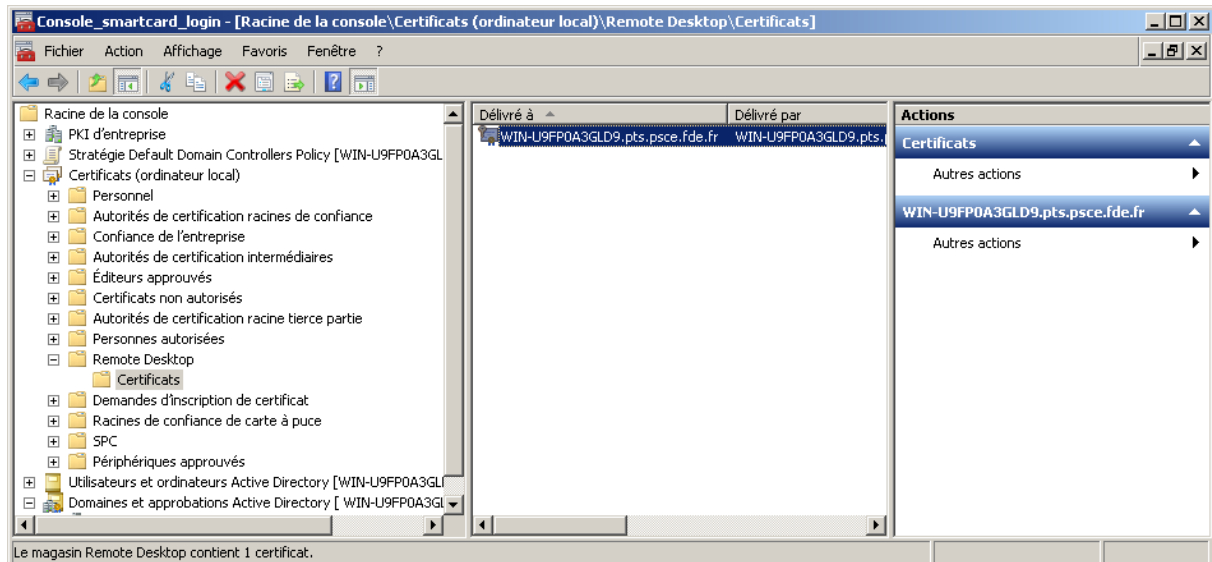 Console_smartcard_login - [Racine de la console\Certificats (ordinateur local)\Remote Desktop\Certificats]
Fichier Action Affichage Favoris Fenêtre ?
Racine de la console
PKI d'entreprise
Stratégie Default Domain Controllers Policy [WIN-U9FP0A3GL
Certificats (ordinateur local)
Personnel
Autorités de certification racines de confiance
Confiance de l'entreprise
Autorités de certification intermédiaires
Éditeurs approuvés
Certificats non autorisés
Autorités de certification racine tierce partie
Personnes autorisées
Remote Desktop
Certificats
Demandes d'inscription de certificat
Racines de confiance de carte à puce
SPC
Périphériques approuvés
Utilisateurs et ordinateurs Active Directory [WIN-U9FP0A3GL
Domaines et approbations Active Directory [ WIN-U9FP0A3GL
Délivré à Délivré par
WIN-U9FP0A3GLD9.pts.psce.fde.fr WIN-U9FP0A3GLD9.pts.
Actions
Certificats
Autres actions
WIN-U9FP0A3GLD9.pts.psce.fde.fr
Autres actions
Le magasin Remote Desktop contient 1 certificat.